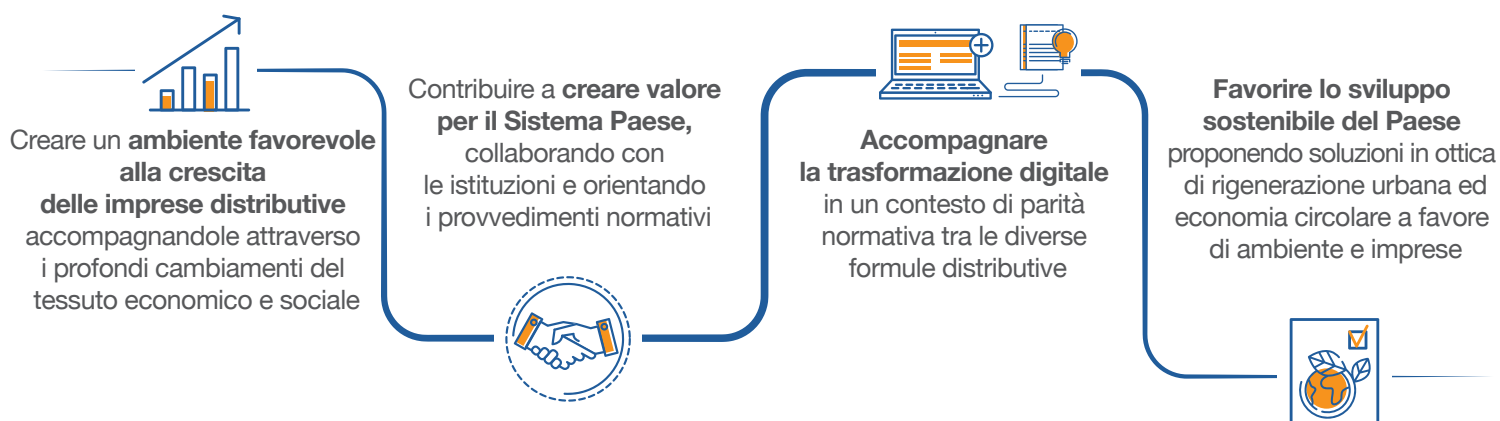 Creare un ambiente favorevole
alla crescita
delle imprese distributive
accompagnandole attraverso
i profondi cambiamenti del
tessuto economico e sociale
Contribuire a creare valore
per il Sistema Paese,
collaborando con
le istituzioni e orientando
i provvedimenti normativi
Accompagnare
la trasformazione digitale
in un contesto di parità
normativa tra le diverse
formule distributive
Favorire lo sviluppo
sostenibile del Paese
proponendo soluzioni in ottica
di rigenerazione urbana ed
economia circolare a favore
di ambiente e imprese